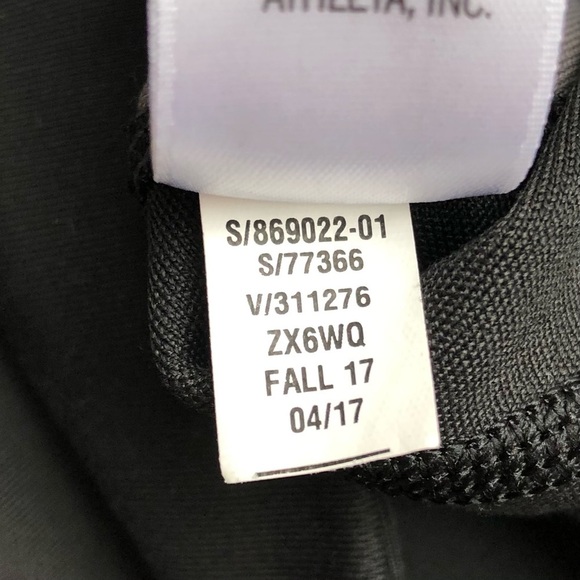 ATHLETA, INC.
S/869022-01
S/77366
V/311276
ZX6WQ
FALL 17
04/17